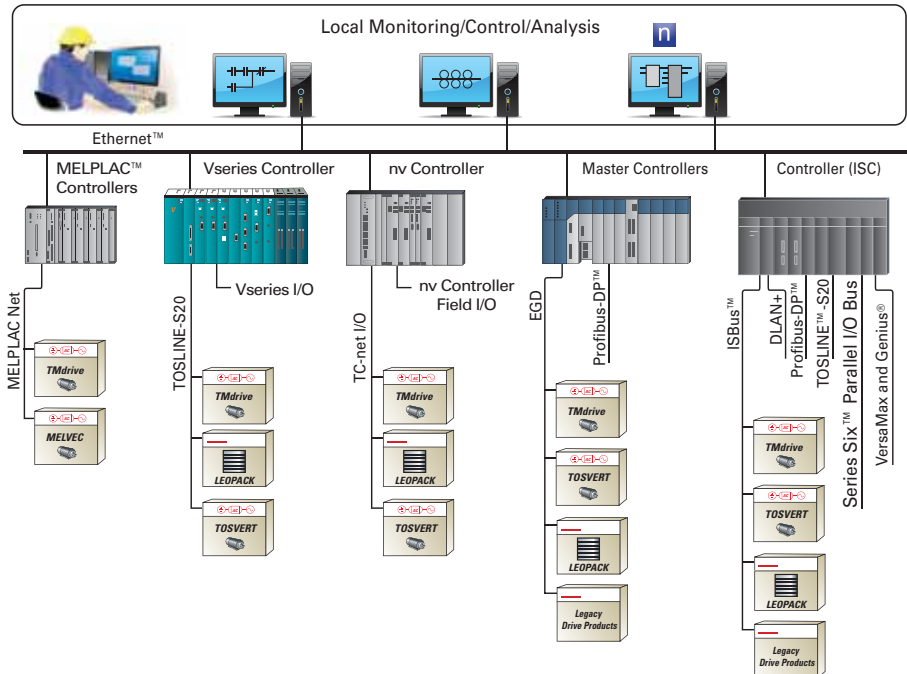 Local Monitoring/Control/Analysis
n
Ethernet™
MELPLAC™
Controllers
Vseries Controller
nv Controller
Master Controllers
Controller (ISC)
MELPLAC Net
TMdrive
MELVEC
TOSLINE-S20
Vseries I/O
TMdrive
LEOPACK
TOSVERT
TC-net I/O
nv Controller
Field I/O
TMdrive
LEOPACK
TOSVERT
EGD
Profibus-DP™
TMdrive
TOSVERT
LEOPACK
Legacy
Drive Products
ISBus™
DLAN+
Profibus-DP™
TOSLINE™-S20
Series Six™ Parallel I/O Bus
VersaMax and Genius®
TMdrive
TOSVERT
LEOPACK
Legacy
Drive Products